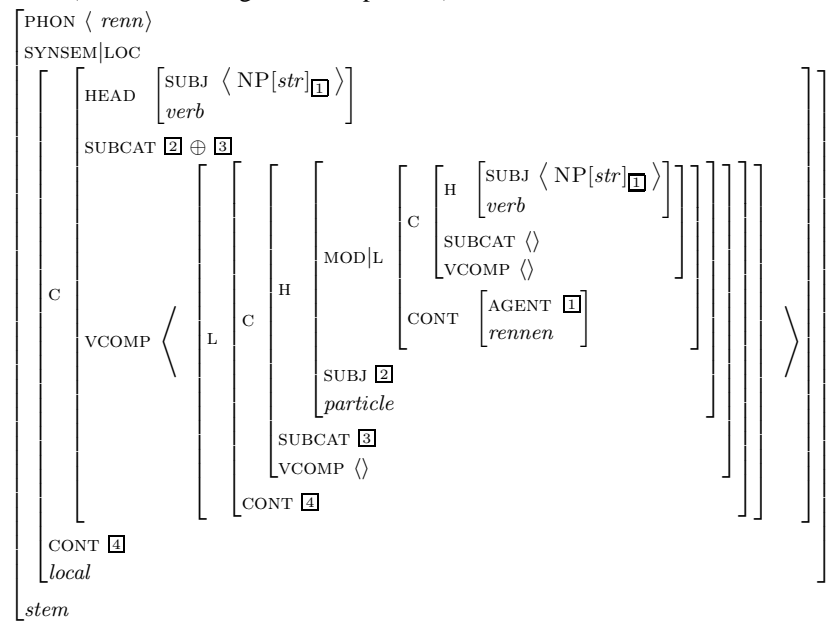 PHON ⟨ renn⟩
SYNSEM|LOC
HEAD [SUBJ ⟨ NP[str]1 ⟩
verb]
SUBCAT 2 ⊕ 3
H [SUBJ ⟨ NP[str]1 ⟩
verb]
C
SUBCAT ⟨⟩
MOD|L
VCOMP ⟨⟩
H
C
CONT [AGENT 1
C
VCOMP ⟨ L
rennen]
⟩
SUBJ 2
particle
SUBCAT 3
VCOMP ⟨⟩
CONT 4
CONT 4
local
stem